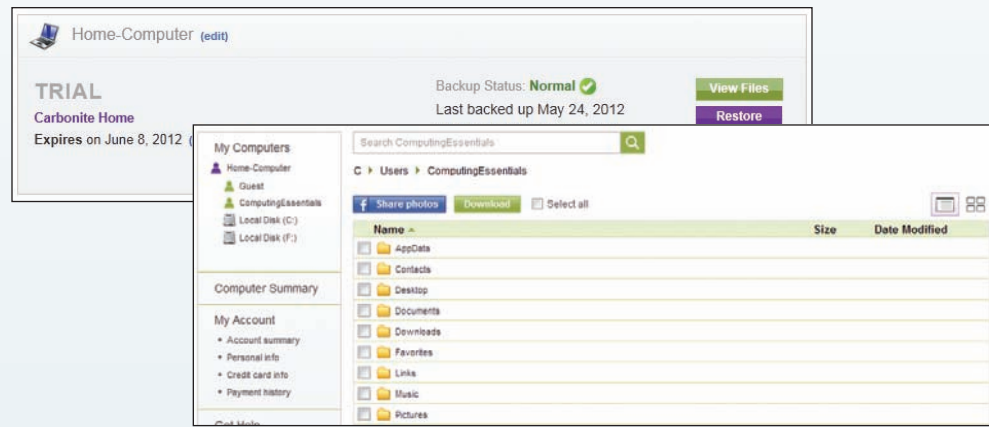 Home-Computer (edit)
TRIAL
Carbonite Home
Expires on June 8, 2012 (
Backup Status: Normal
Last backed up May 24, 2012
View Files
Restore
My Computers
Home-Computer
Guest
ComputingEssentials
Local Disk (C:)
Local Disk (F:)
Computer Summary
My Account
• Account summary
• Personal info
• Credit card info
• Payment history
Get Help
Search ComputingEssentials
C Users ComputingEssentials
f Share photos Download Select all
Name Size Date Modified
AppData
Contacts
Desktop
Documents
Downloads
Favorites
Links
Music
Pictures